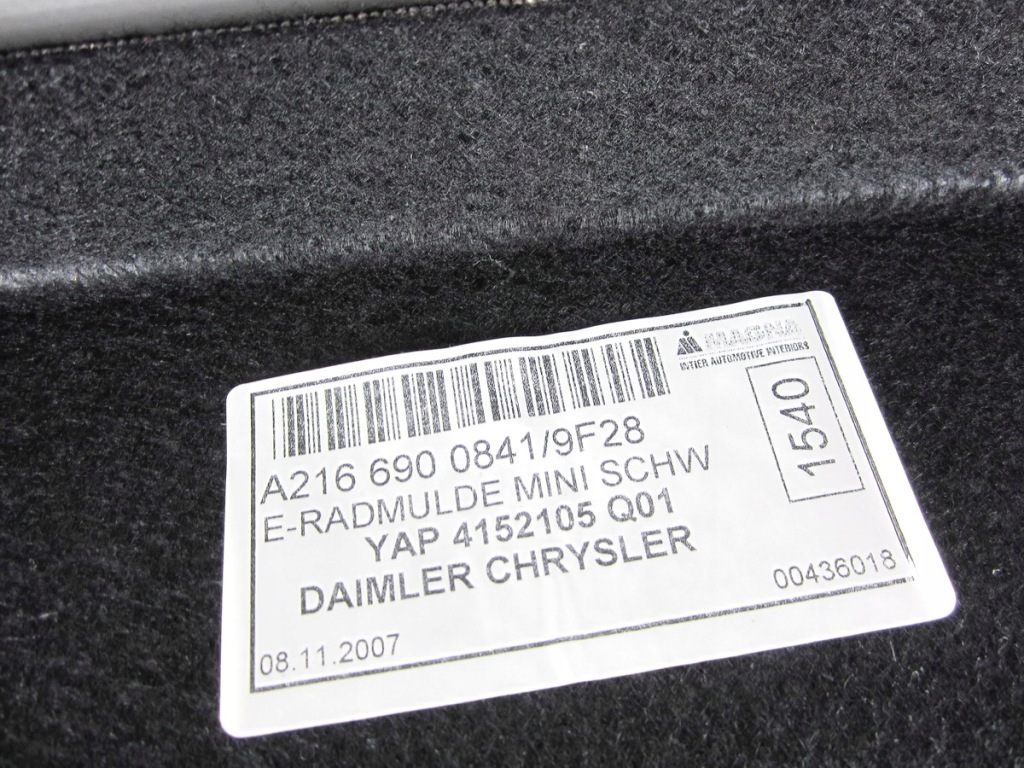 MAGNA
INTIER AUTOMOTIVE INTERIORS
1540
A216 690 0841/9F28
E-RADMULDE MINI SCHW
YAP 4152105 Q01
DAIMLER CHRYSLER
00436018
08.11.2007